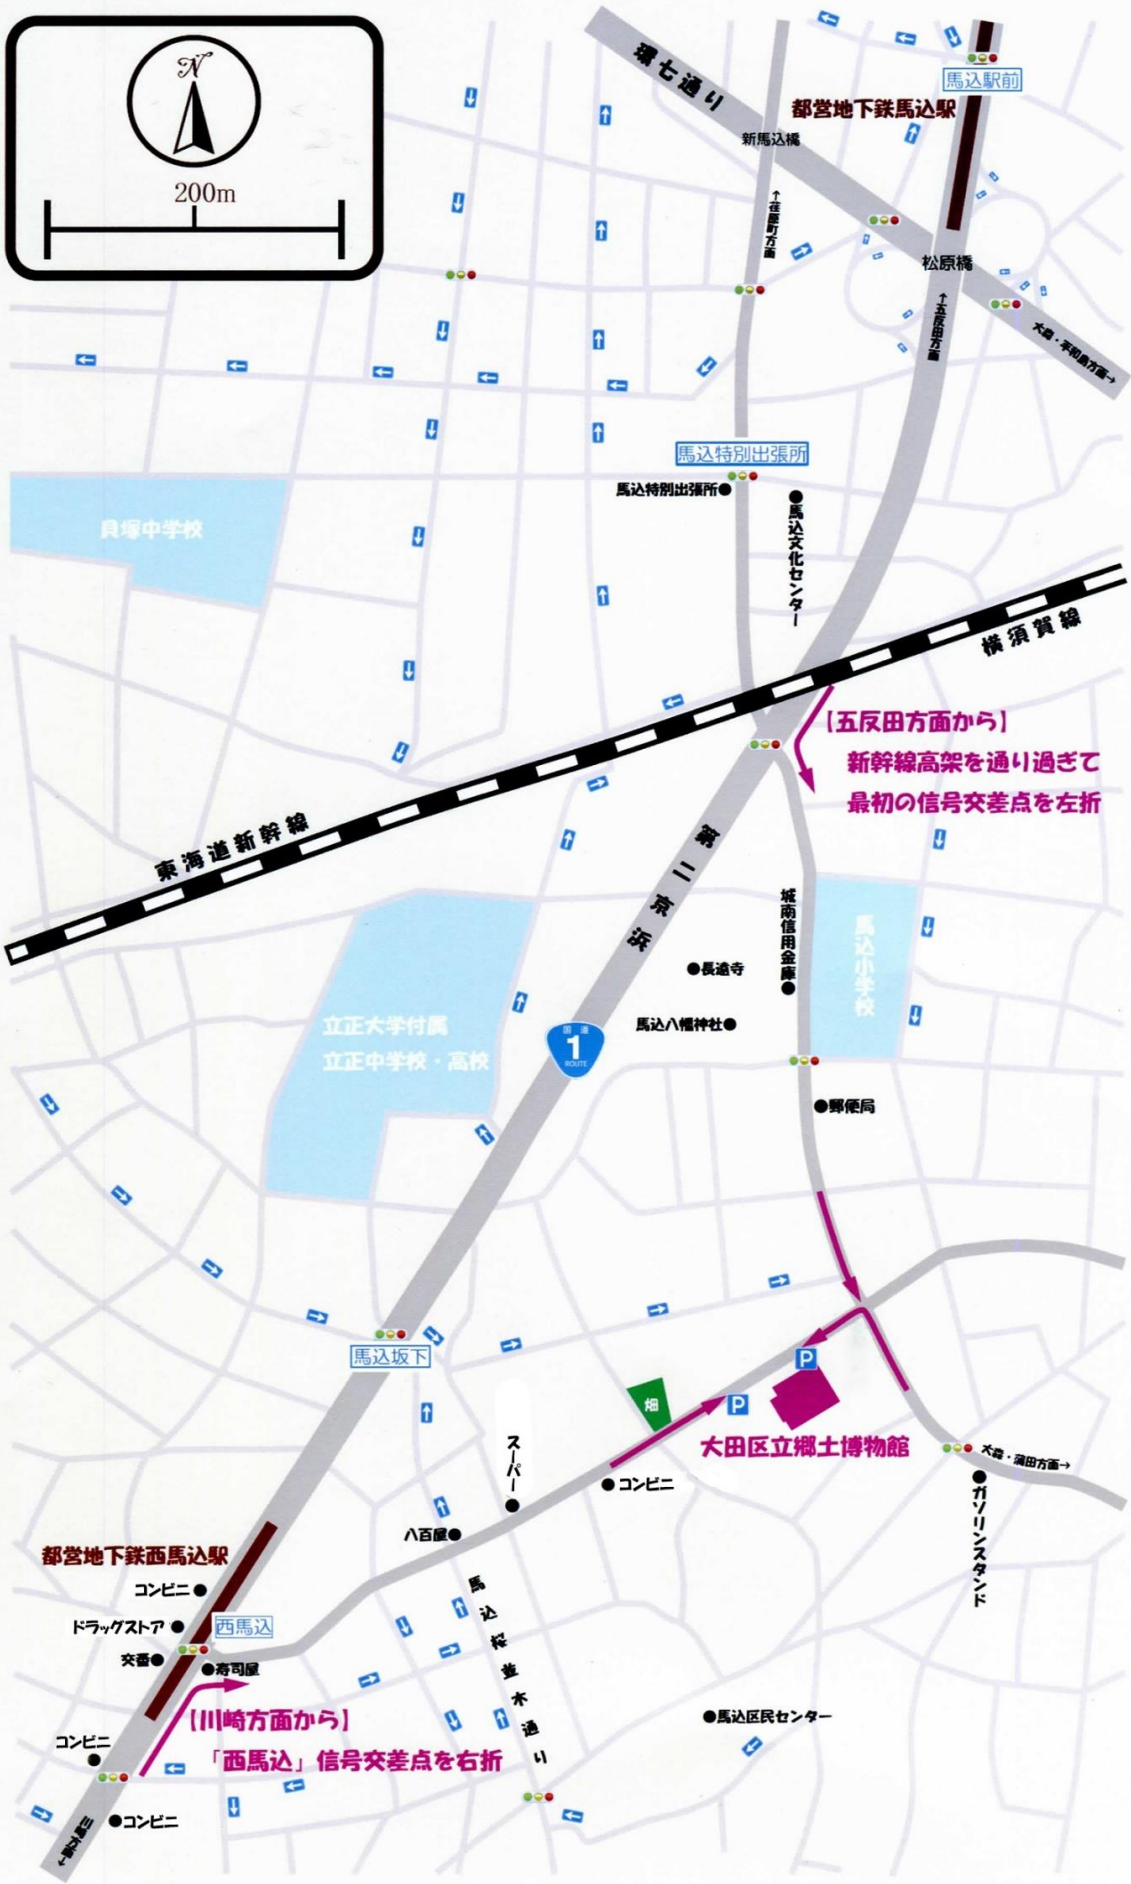 N
200m
環七通り
馬込駅前
都営地下鉄馬込駅
新馬込橋
↑荏原町方面
松原橋
↑五反田方面
大森・平和島方面→
馬込特別出張所
馬込特別出張所
馬込文化センター
貝塚中学校
横須賀線
【五反田方面から】
新幹線高架を通り過ぎて
最初の信号交差点を左折
東海道新幹線
第二京浜
城南信用金庫
馬込小学校
長遠寺
馬込八幡神社
立正大学付属
立正中学校・高校
国道
1
ROUTE
郵便局
馬込坂下
P
P
畑
大田区立郷土博物館
スーパー
コンビニ
大森・蒲田方面→
ガソリンスタンド
八百屋
都営地下鉄西馬込駅
コンビニ
ドラッグストア
西馬込
交番
寿司屋
馬込桜並木通り
【川崎方面から】
「西馬込」信号交差点を右折
馬込区民センター
コンビニ
コンビニ
川崎方面→